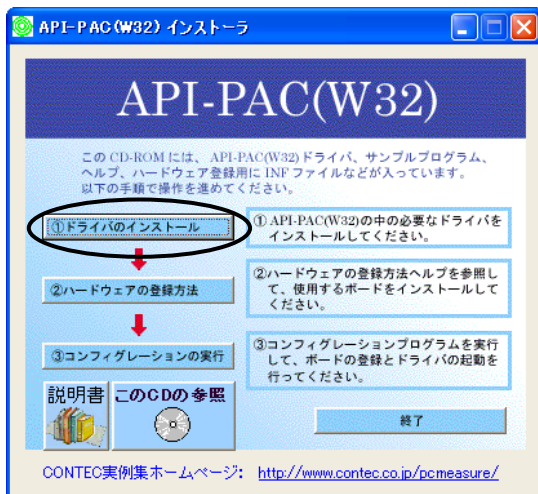 API-PAC(W32) インストーラ
API-PAC(W32)
この CD-ROM には、 API-PAC(W32)ドライバ、サンプルプログラム、
ヘルプ、ハードウェア登録用に INF ファイルなどが入っています。
以下の手順で操作を進めてください。
①ドライバのインストール
① API-PAC(W32)の中の必要なドライバを
インストールしてください。
②ハードウェアの登録方法
②ハードウェアの登録方法ヘルプを参照し
て、使用するボードをインストールして
ください。
③コンフィグレーションの実行
③コンフィグレーションプログラムを実行
して、ボードの登録とドライバの起動を
行ってください。
説明書
このCDの参照
終了
CONTEC実例集ホームページ: http://www.contec.co.jp/pcmeasure/